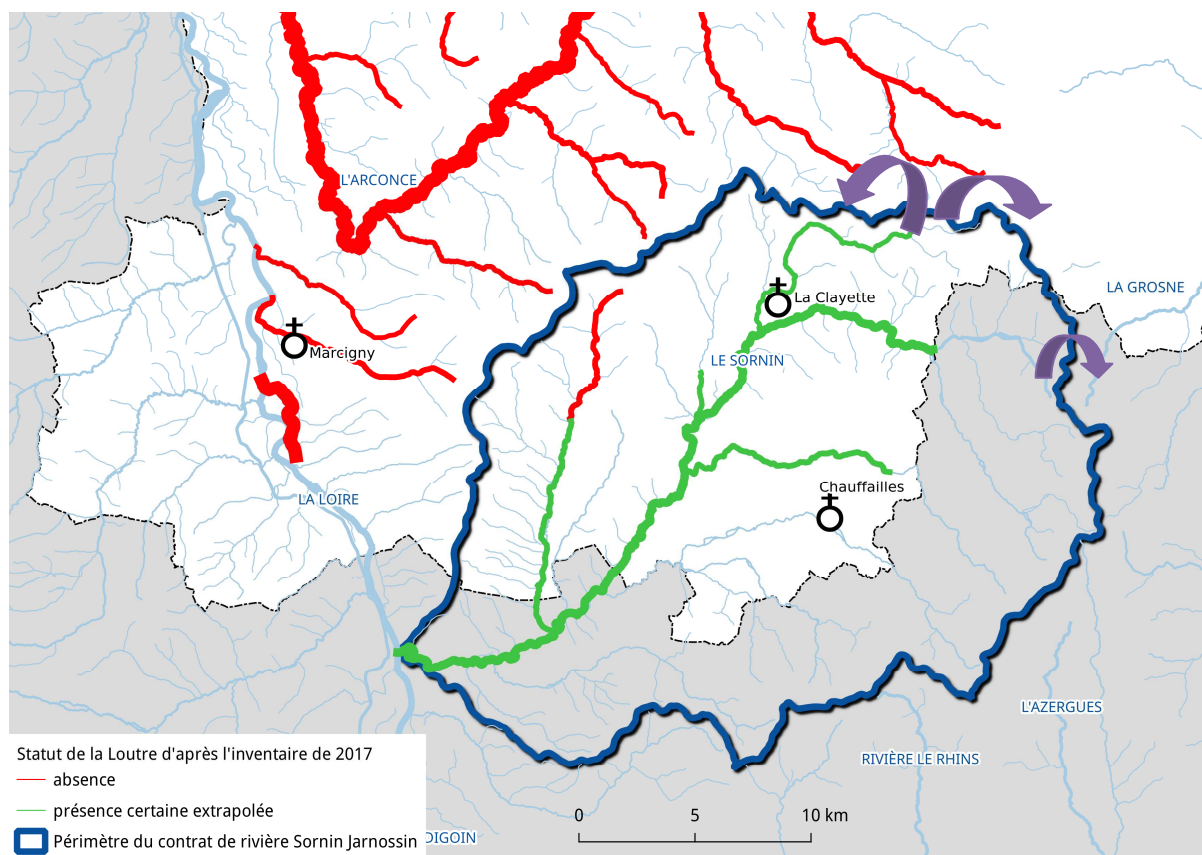 L'ARCONCE
LA GROSNE
La Clayette
Marcigny
LE SORNIN
Chauffailles
LA LOIRE
L'AZERGUES
RIVIÈRE LE RHINS
Statut de la Loutre d'après l'inventaire de 2017
absence
présence certaine extrapolée
Périmètre du contrat de rivière Sornin Jarnossin
DIGOIN
0 5 10 km